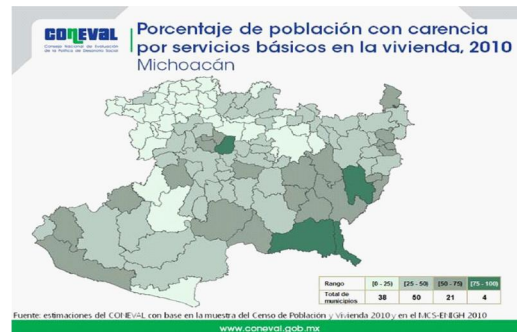 CONEVAL
Consejo Nacional de Evaluación
de la Política de Desarrollo Social
Porcentaje de población con carencia
por servicios básicos en la vivienda, 2010
Michoacán
Rango [0 - 25) [25 - 50) [50 - 75) [75 - 100]
Total de municipios 38 50 21 4
Fuente: estimaciones del CONEVAL con base en la muestra del Censo de Población y Vivienda 2010 y en el MCS-ENIGH 2010
www.coneval.gob.mx